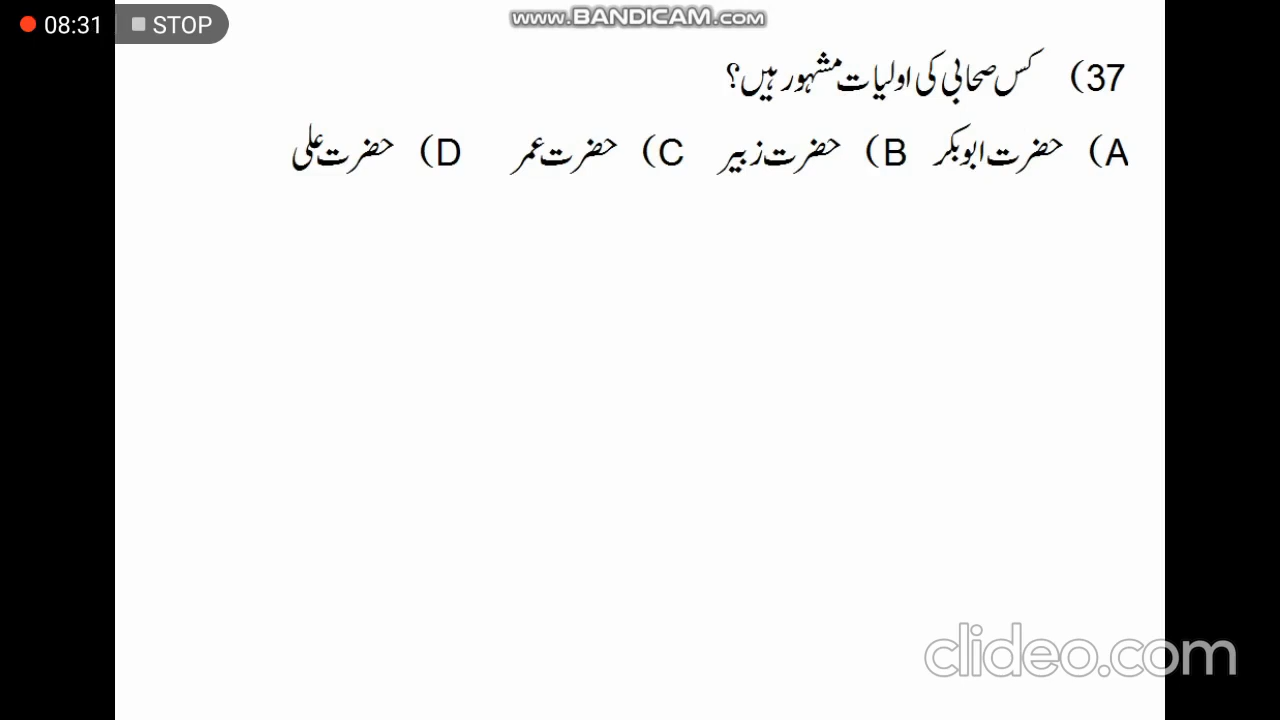 08:31 STOP
www.BANDICAM.com
37) کس صحابی کی اولیات مشہور ہیں؟
A) حضرت ابوبکر B) حضرت زبیر C) حضرت عمر D) حضرت علی
clideo.com